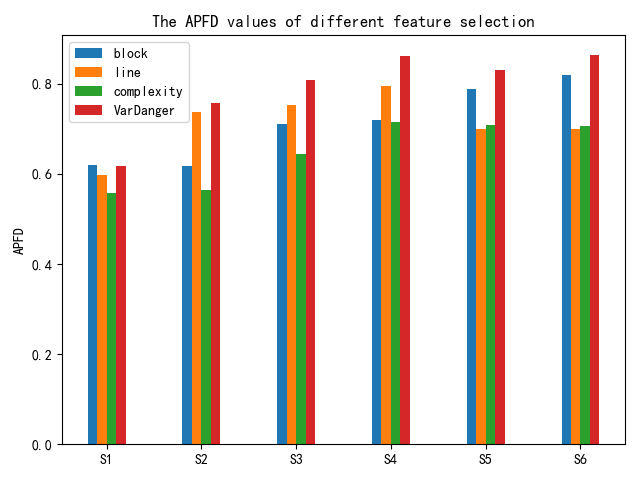 The APFD values of different feature selection
block
line
complexity
VarDanger
APFD
0.8
0.6
0.4
0.2
0.0
S1 S2 S3 S4 S5 S6